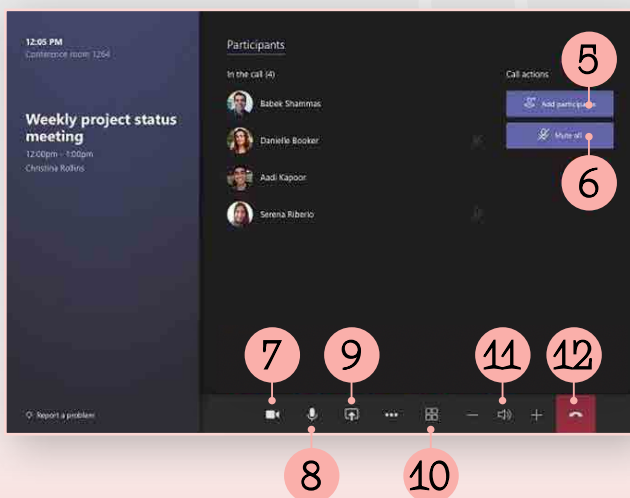 12:05 PM
Conference room 1264
Weekly project status
meeting
12:00pm - 1:00pm
Christina Rollins
Report a problem
Participants
In the call (4)
Babek Shammas
Danielle Booker
Aadi Kapoor
Serena Riberio
Call actions
Add participants
Mute all
5
6
7
8
9
10
11
12